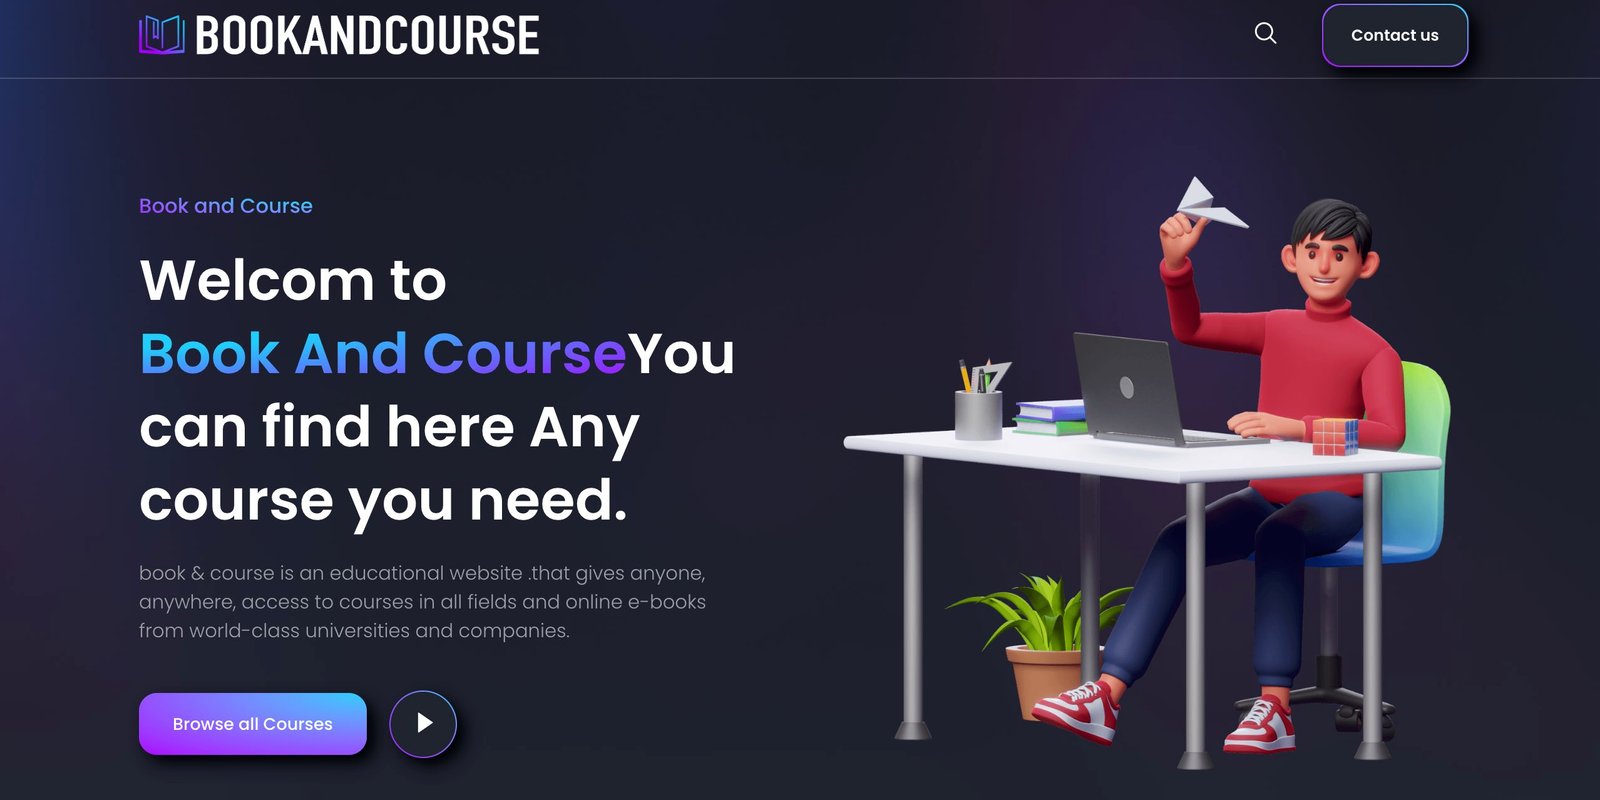 BOOKANDCOURSE
Contact us
Book and Course
Welcom to
Book And CourseYou
can find here Any
course you need.
book & course is an educational website .that gives anyone,
anywhere, access to courses in all fields and online e-books
from world-class universities and companies.
Browse all Courses